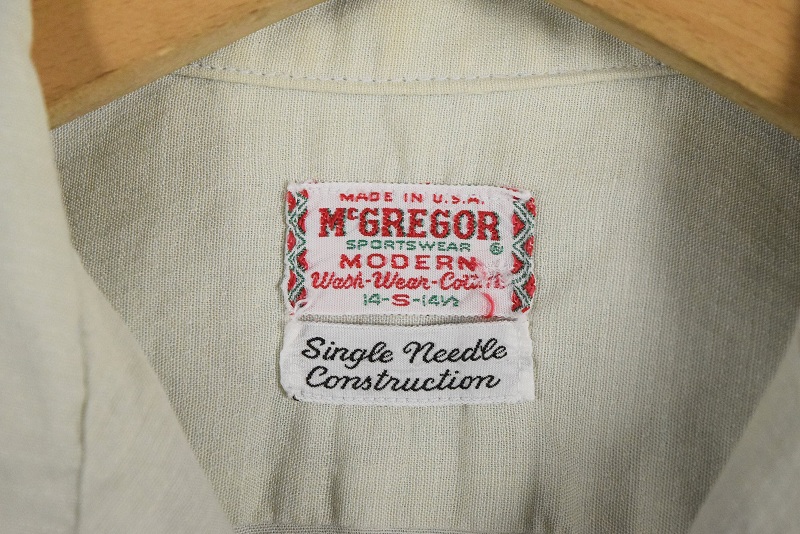 MADE IN U.S.A.
McGREGOR
SPORTSWEAR ®
MODERN
Wash-Wear-Cotton
14-S-14½
Single Needle
Construction